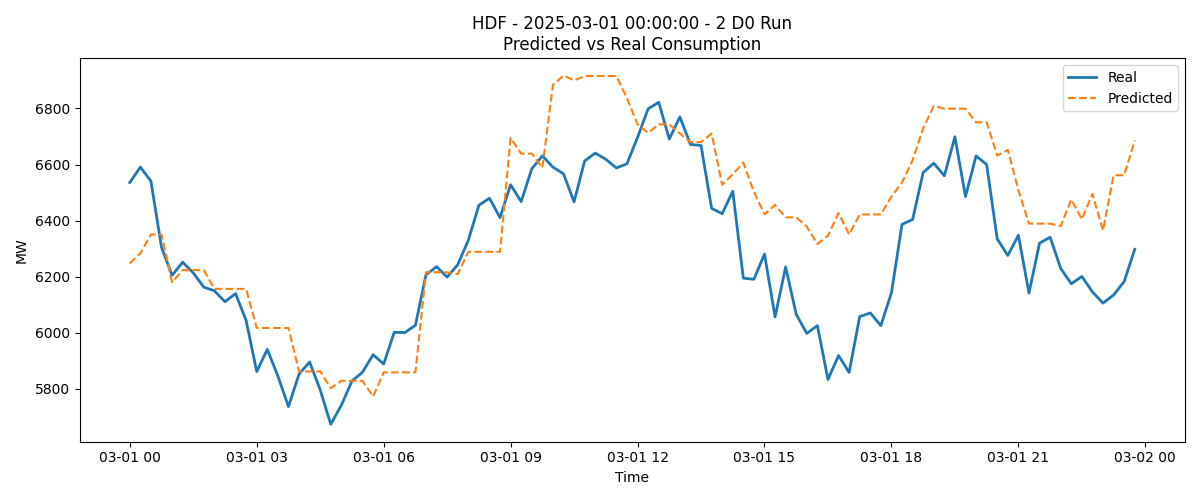 HDF - 2025-03-01 00:00:00 - 2 D0 Run
Predicted vs Real Consumption
Real
Predicted
MW
6800
6600
6400
6200
6000
5800
03-01 00
03-01 03
03-01 06
03-01 09
03-01 12
03-01 15
03-01 18
03-01 21
03-02 00
Time